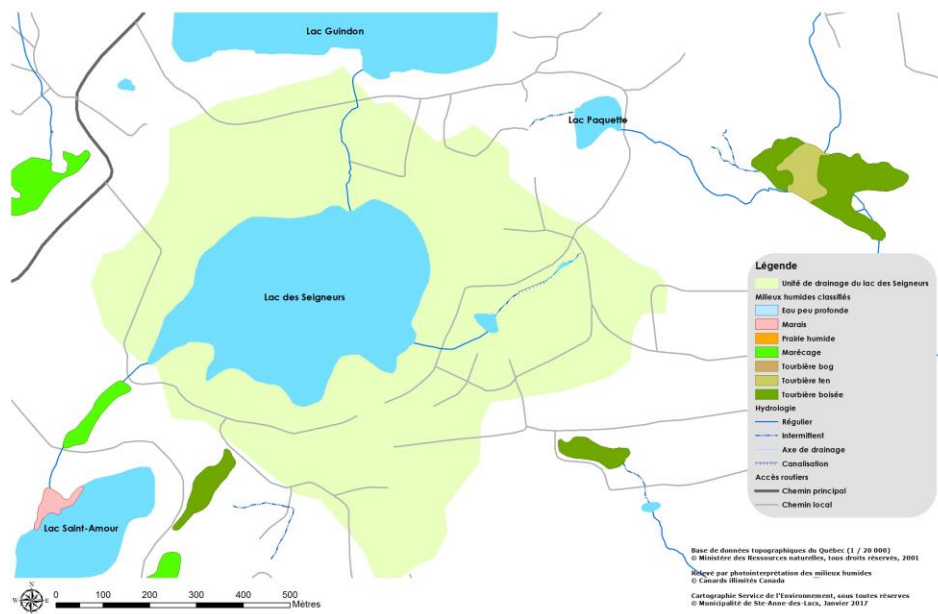 Lac Guindon
Lac Paquette
Lac des Seigneurs
Lac Saint-Amour
Légende
Unité de drainage du lac des Seigneurs
Milieux humides classifiés
Eau peu profonde
Marais
Prairie humide
Marécage
Tourbière bog
Tourbière fen
Tourbière boisée
Hydrologie
Régulier
Intermittent
Axe de drainage
Canalisation
Accès routiers
Chemin principal
Chemin local
Base de données topographiques du Québec (1 / 20 000)
© Ministère des Ressources naturelles, tous droits réservés, 2001
Relevé par photointerprétation des milieux humides
© Canards illimités Canada
Cartographie Service de l'Environnement, sous toutes réserves
© Municipalité de Ste-Anne-des-Lacs, Janvier 2017
N
W E
S
0 100 200 300 400 500
Mètres